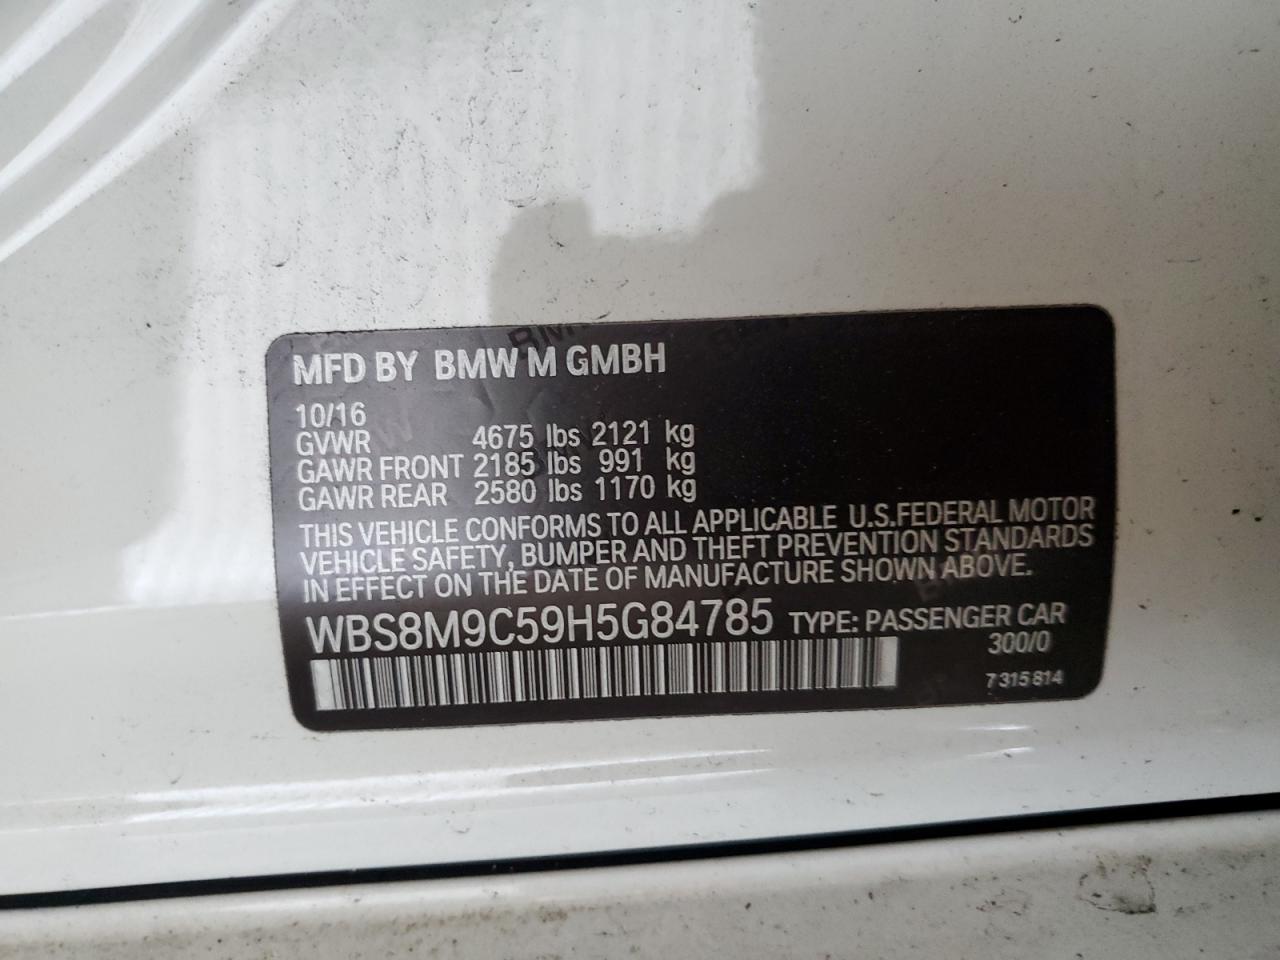 MFD BY BMW M GMBH
10/16
GVWR 4675 lbs 2121 kg
GAWR FRONT 2185 lbs 991 kg
GAWR REAR 2580 lbs 1170 kg
THIS VEHICLE CONFORMS TO ALL APPLICABLE U.S.FEDERAL MOTOR
VEHICLE SAFETY, BUMPER AND THEFT PREVENTION STANDARDS
IN EFFECT ON THE DATE OF MANUFACTURE SHOWN ABOVE.
WBS8M9C59H5G84785 TYPE: PASSENGER CAR
300/0
7 315 814